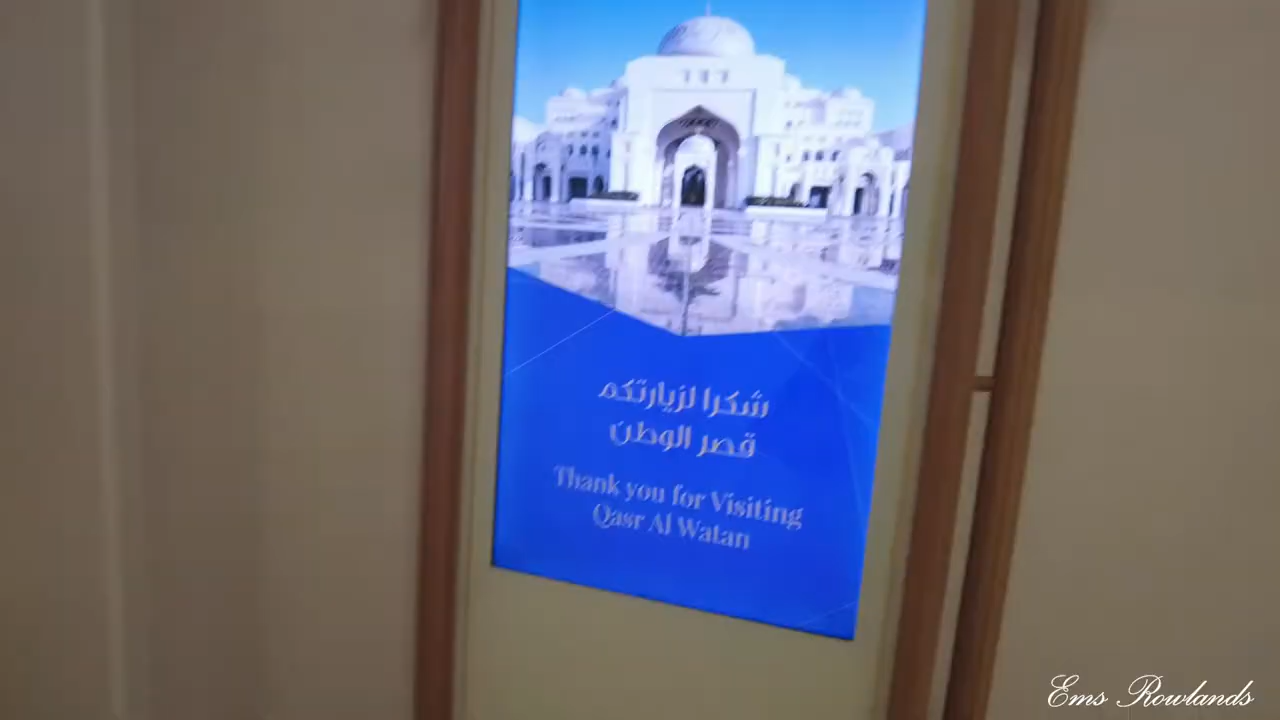 شكرا لزيارتكم
قصر الوطن
Thank you for Visiting
Qasr Al Watan
Ems Rowlands